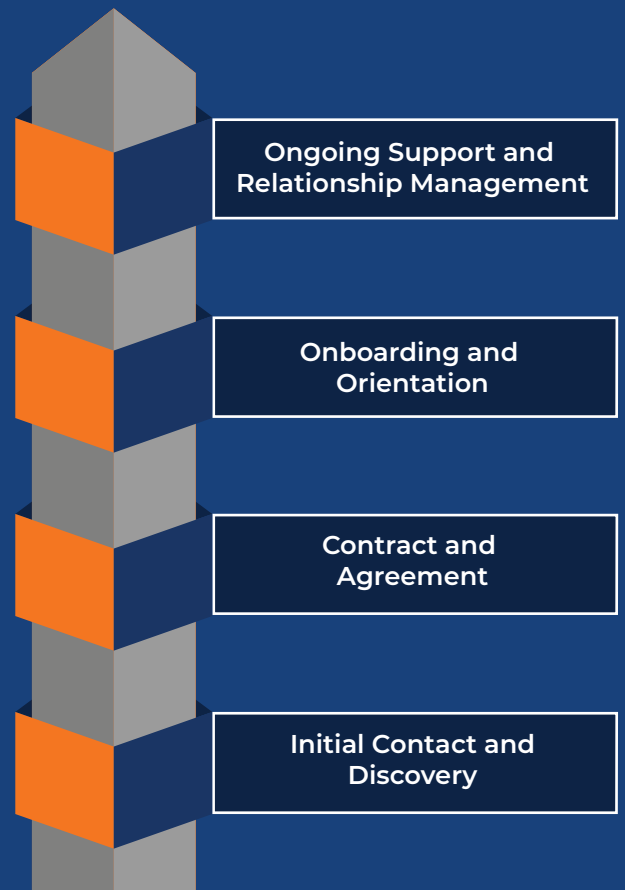 Ongoing Support and
Relationship Management
Onboarding and
Orientation
Contract and
Agreement
Initial Contact and
Discovery